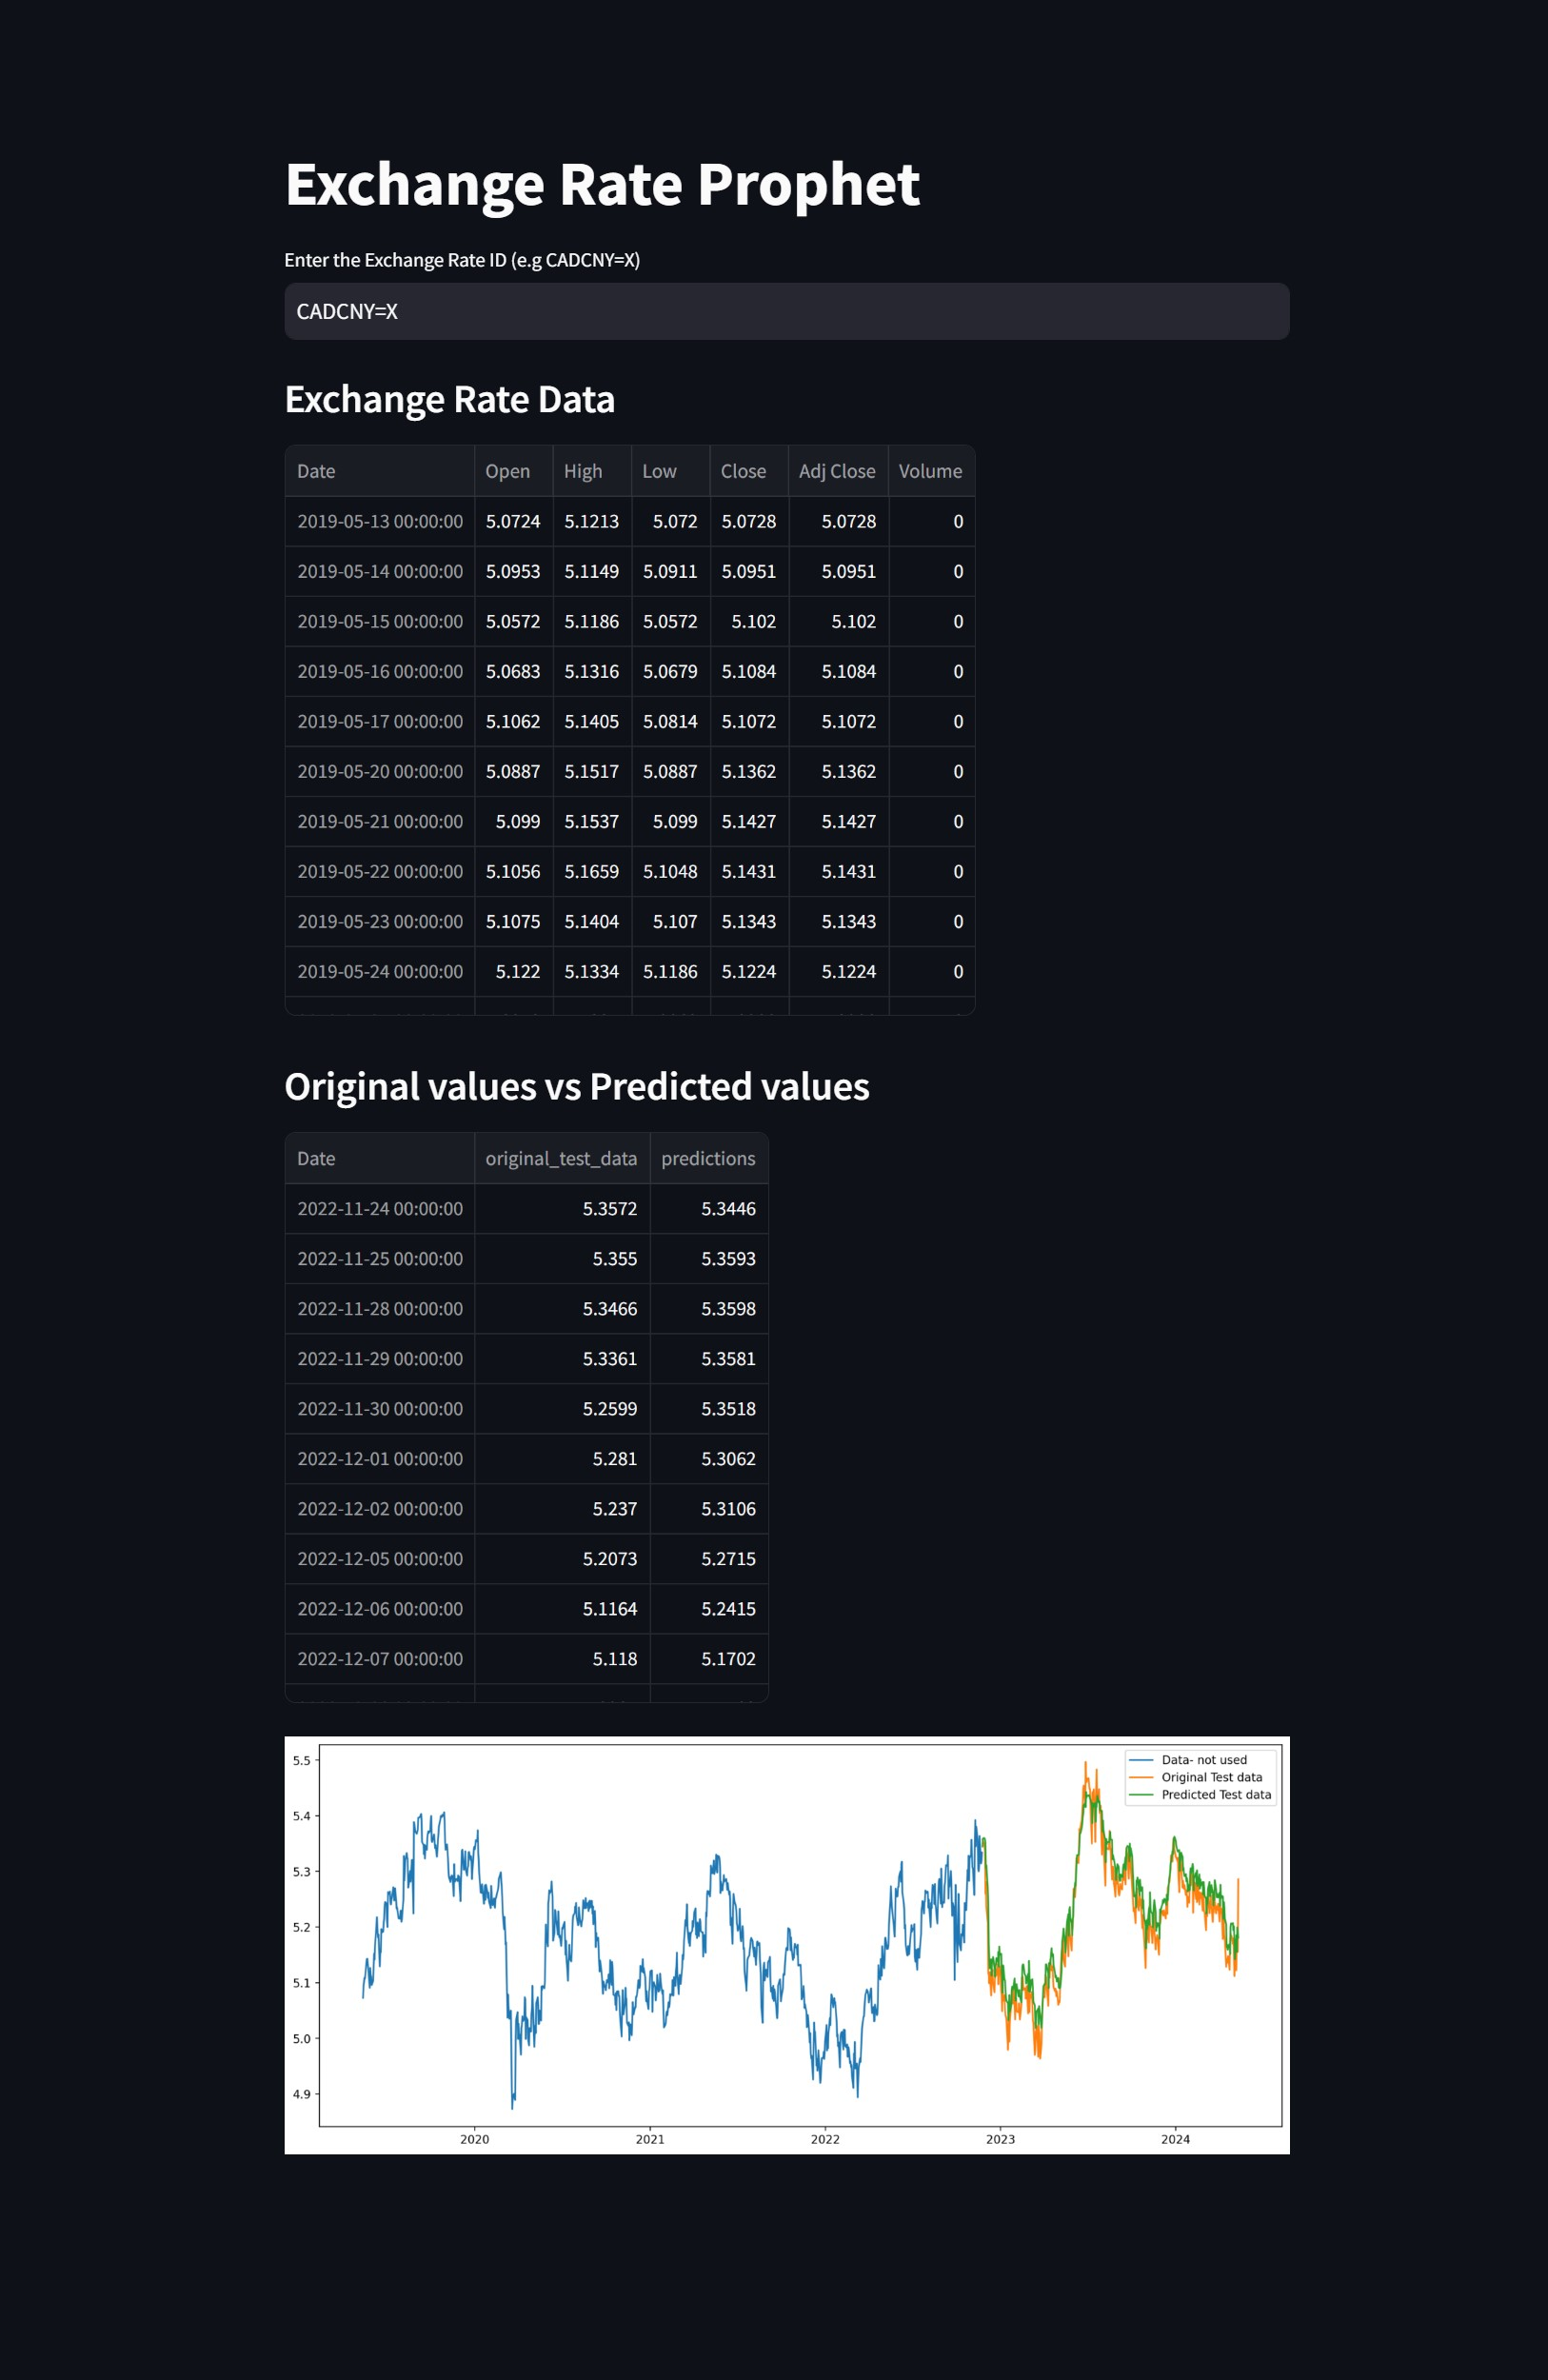 Exchange Rate Prophet
Enter the Exchange Rate ID (e.g CADCNY=X)
CADCNY=X
Exchange Rate Data
Date Open High Low Close Adj Close Volume
2019-05-13 00:00:00 5.0724 5.1213 5.072 5.0728 5.0728 0
2019-05-14 00:00:00 5.0953 5.1149 5.0911 5.0951 5.0951 0
2019-05-15 00:00:00 5.0572 5.1186 5.0572 5.102 5.102 0
2019-05-16 00:00:00 5.0683 5.1316 5.0679 5.1084 5.1084 0
2019-05-17 00:00:00 5.1062 5.1405 5.0814 5.1072 5.1072 0
2019-05-20 00:00:00 5.0887 5.1517 5.0887 5.1362 5.1362 0
2019-05-21 00:00:00 5.099 5.1537 5.099 5.1427 5.1427 0
2019-05-22 00:00:00 5.1056 5.1659 5.1048 5.1431 5.1431 0
2019-05-23 00:00:00 5.1075 5.1404 5.107 5.1343 5.1343 0
2019-05-24 00:00:00 5.122 5.1334 5.1186 5.1224 5.1224 0
Original values vs Predicted values
Date original_test_data predictions
2022-11-24 00:00:00 5.3572 5.3446
2022-11-25 00:00:00 5.355 5.3593
2022-11-28 00:00:00 5.3466 5.3598
2022-11-29 00:00:00 5.3361 5.3581
2022-11-30 00:00:00 5.2599 5.3518
2022-12-01 00:00:00 5.281 5.3062
2022-12-02 00:00:00 5.237 5.3106
2022-12-05 00:00:00 5.2073 5.2715
2022-12-06 00:00:00 5.1164 5.2415
2022-12-07 00:00:00 5.118 5.1702
Data- not used
Original Test data
Predicted Test data
5.5
5.4
5.3
5.2
5.1
5.0
4.9
2020 2021 2022 2023 2024